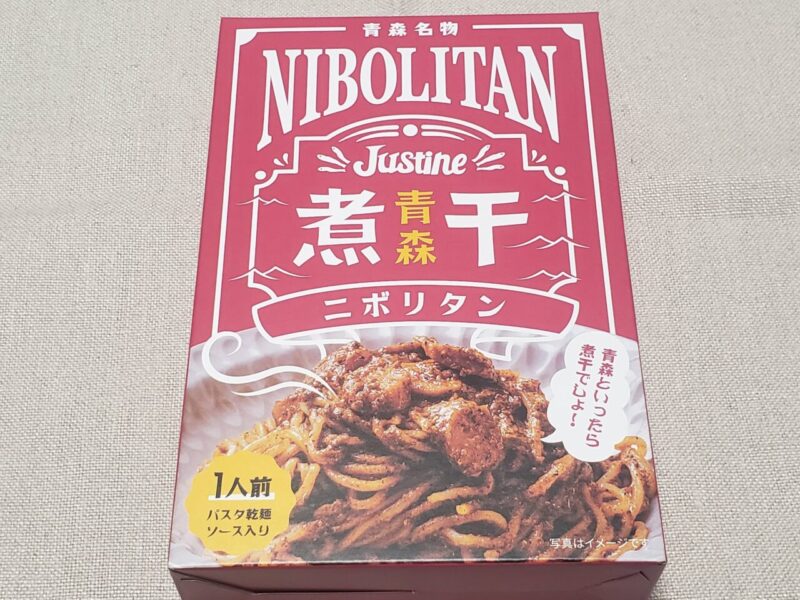 青森名物
NIBOLITAN
Justine
煮青森干
ニボリタン
青森といったら
煮干でしょ!
1人前
パスタ乾麺
ソース入り
写真はイメージです